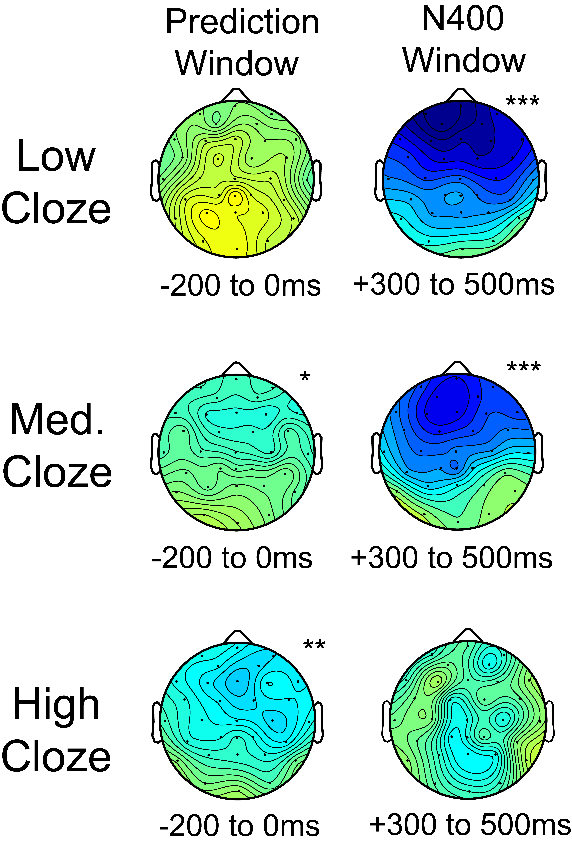 Prediction
Window
N400
Window
Low
Cloze
***
-200 to 0ms
+300 to 500ms
Med.
Cloze
*
***
-200 to 0ms
+300 to 500ms
High
Cloze
**
-200 to 0ms
+300 to 500ms